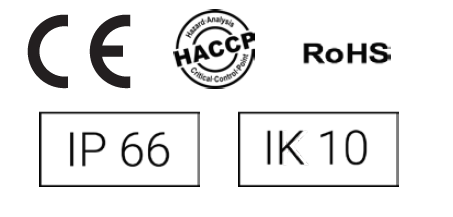 CE
Hazard·Analysis
HACCP
Critical·Control·Point
RoHS
IP 66
IK 10